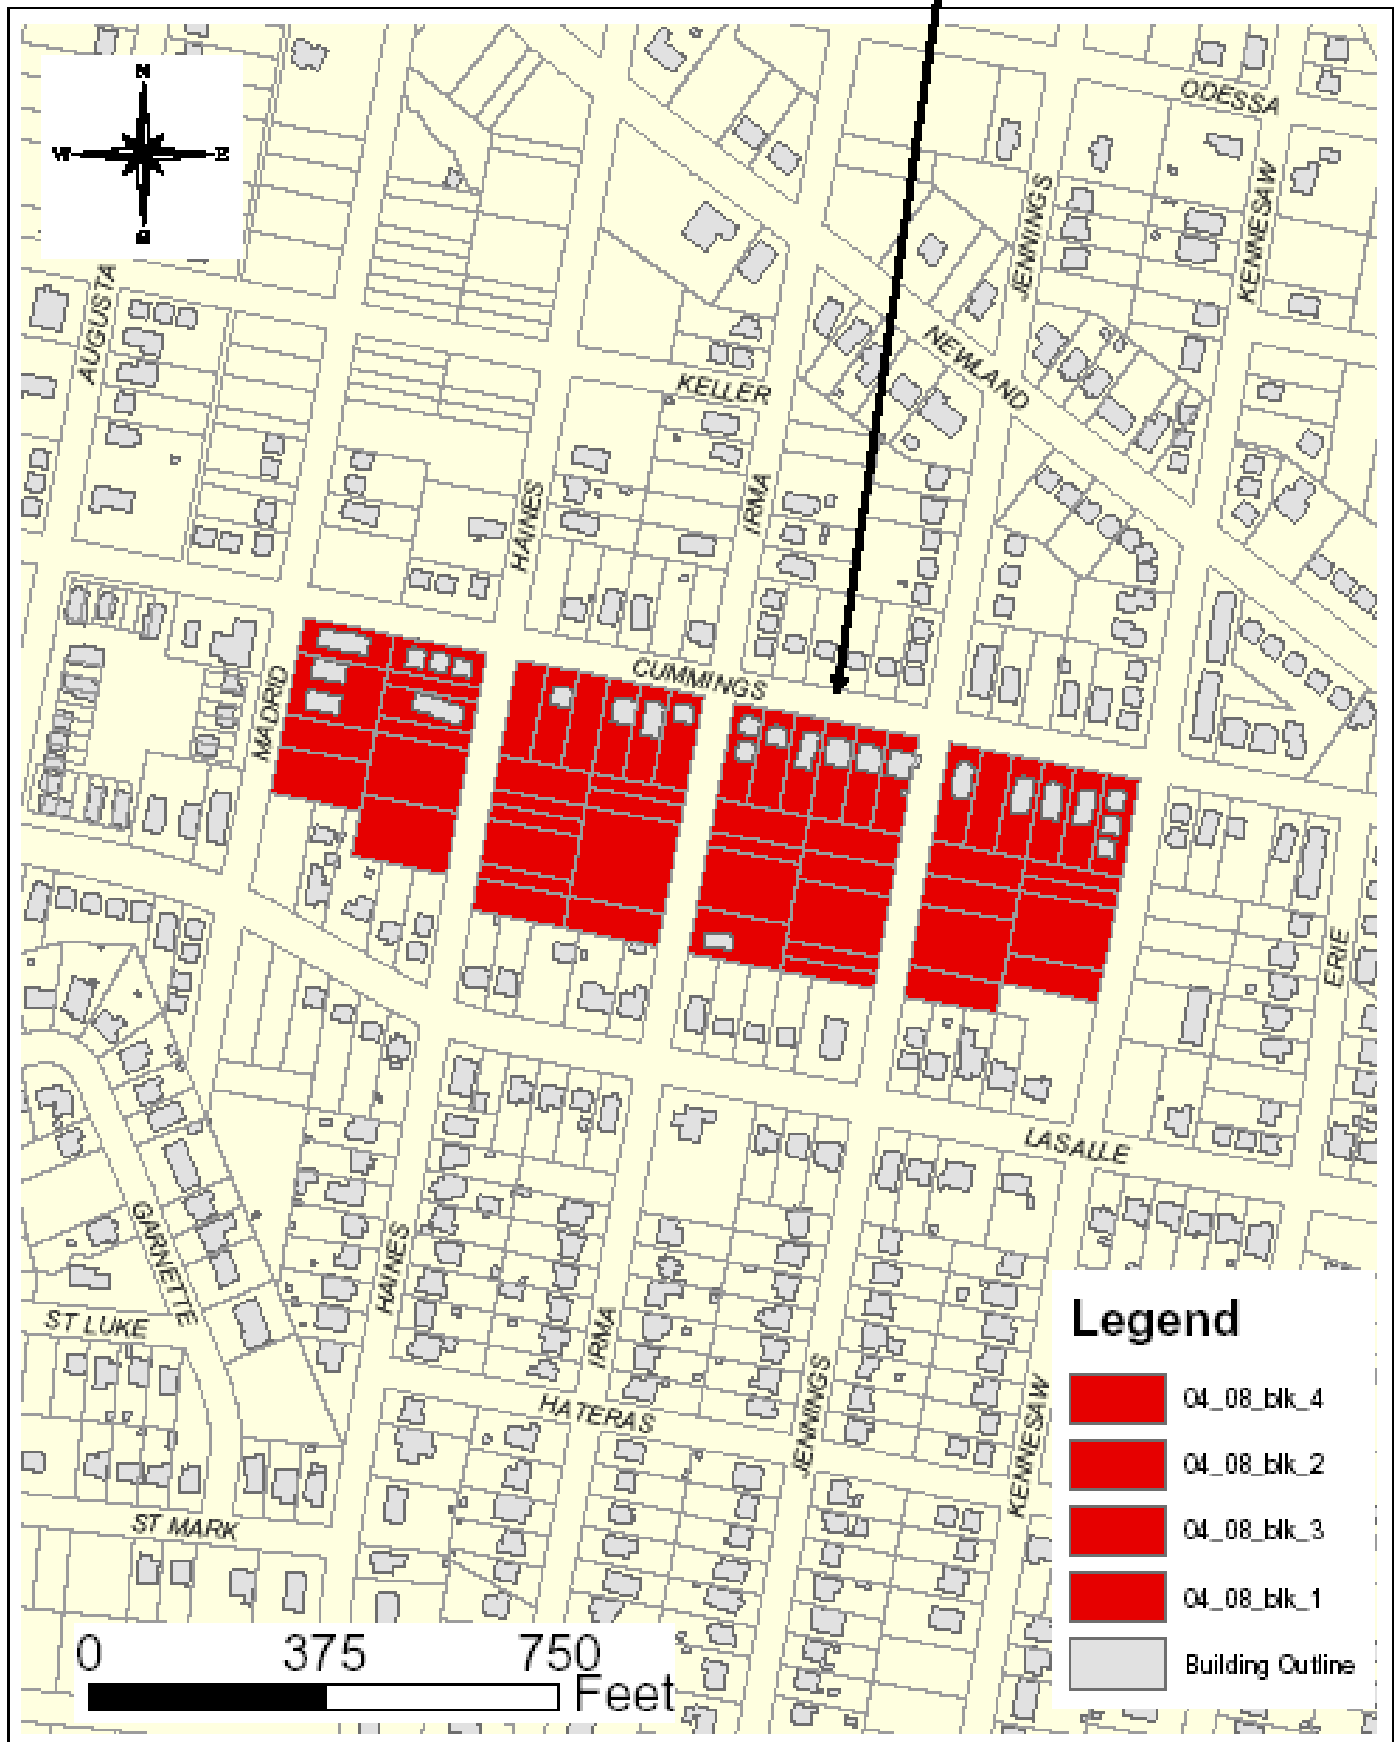 N
W E
S
ODESSA
JENNINGS
KENNESAW
AUGUSTA
NEWLAND
KELLER
HAINES
IRMA
CUMMINGS
MADRID
ERIE
LASALLE
GARNETTE
HAINES
ST LUKE
IRMA
JENNINGS
KENNESAW
HATERAS
ST MARK
Legend
04_08_blk_4
04_08_blk_2
04_08_blk_3
04_08_blk_1
Building Outline
0 375 750
Feet